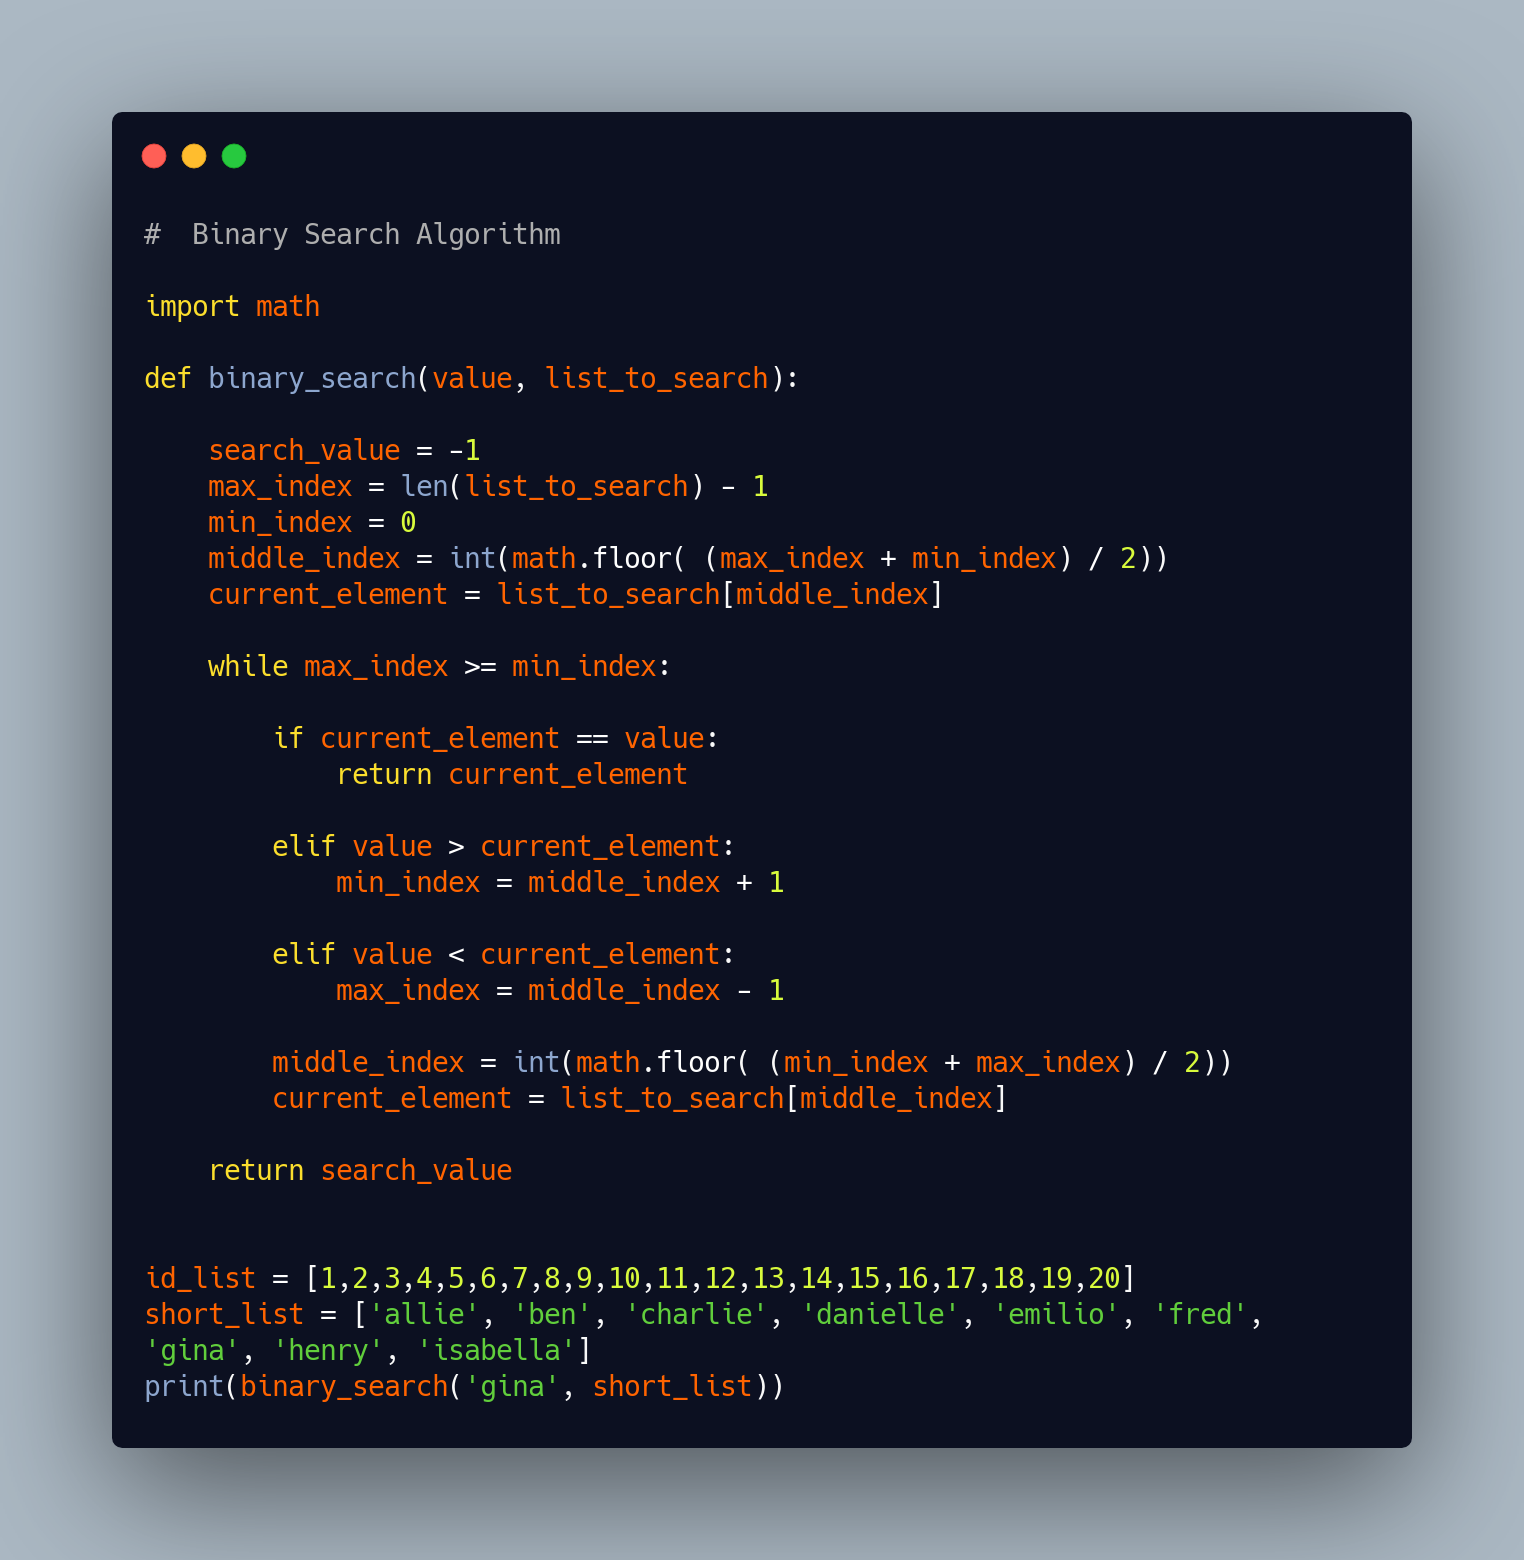 #  Binary Search Algorithm

import math

def binary_search(value, list_to_search):

    search_value = -1
    max_index = len(list_to_search) - 1
    min_index = 0
    middle_index = int(math.floor( (max_index + min_index) / 2))
    current_element = list_to_search[middle_index]

    while max_index >= min_index:

        if current_element == value:
            return current_element

        elif value > current_element:
            min_index = middle_index + 1

        elif value < current_element:
            max_index = middle_index - 1

        middle_index = int(math.floor( (min_index + max_index) / 2))
        current_element = list_to_search[middle_index]

    return search_value


id_list = [1,2,3,4,5,6,7,8,9,10,11,12,13,14,15,16,17,18,19,20]
short_list = ['allie', 'ben', 'charlie', 'danielle', 'emilio', 'fred',
'gina', 'henry', 'isabella']
print(binary_search('gina', short_list))